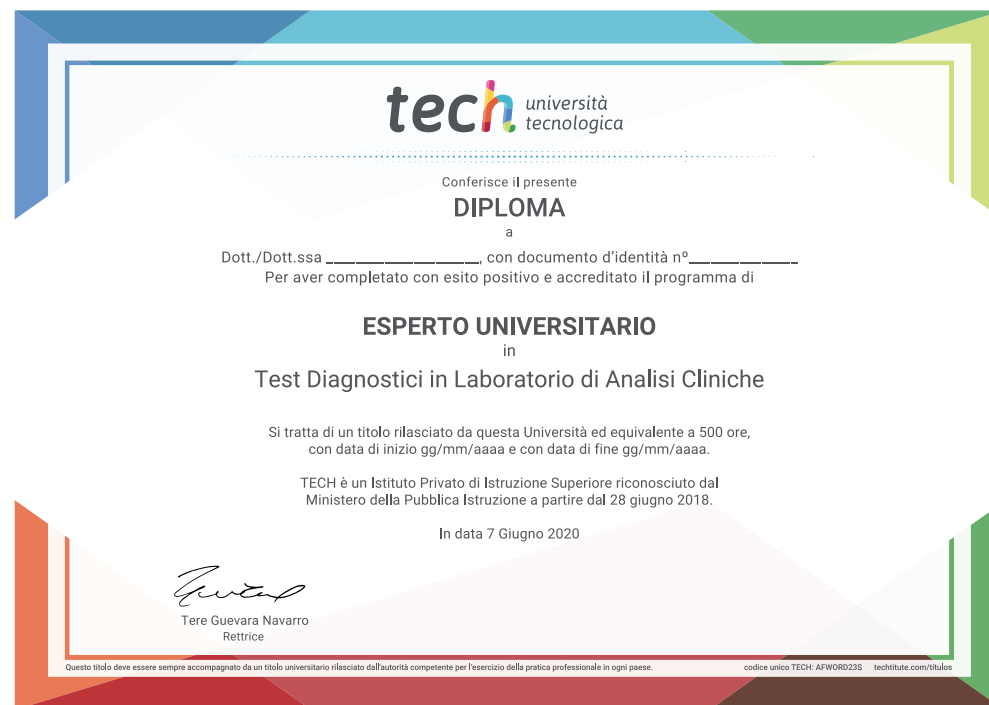 tech università
tecnologica
Conferisce il presente
DIPLOMA
a
Dott./Dott.ssa ____________________, con documento d'identità nº______________
Per aver completato con esito positivo e accreditato il programma di
ESPERTO UNIVERSITARIO
in
Test Diagnostici in Laboratorio di Analisi Cliniche
Si tratta di un titolo rilasciato da questa Università ed equivalente a 500 ore,
con data di inizio gg/mm/aaaa e con data di fine gg/mm/aaaa.
TECH è un Istituto Privato di Istruzione Superiore riconosciuto dal
Ministero della Pubblica Istruzione a partire dal 28 giugno 2018.
In data 7 Giugno 2020
Tere Guevara Navarro
Rettrice
Questo titolo deve essere sempre accompagnato da un titolo universitario rilasciato dall'autorità competente per l'esercizio della pratica professionale in ogni paese. codice unico TECH: AFWORD23S techtitute.com/títulos